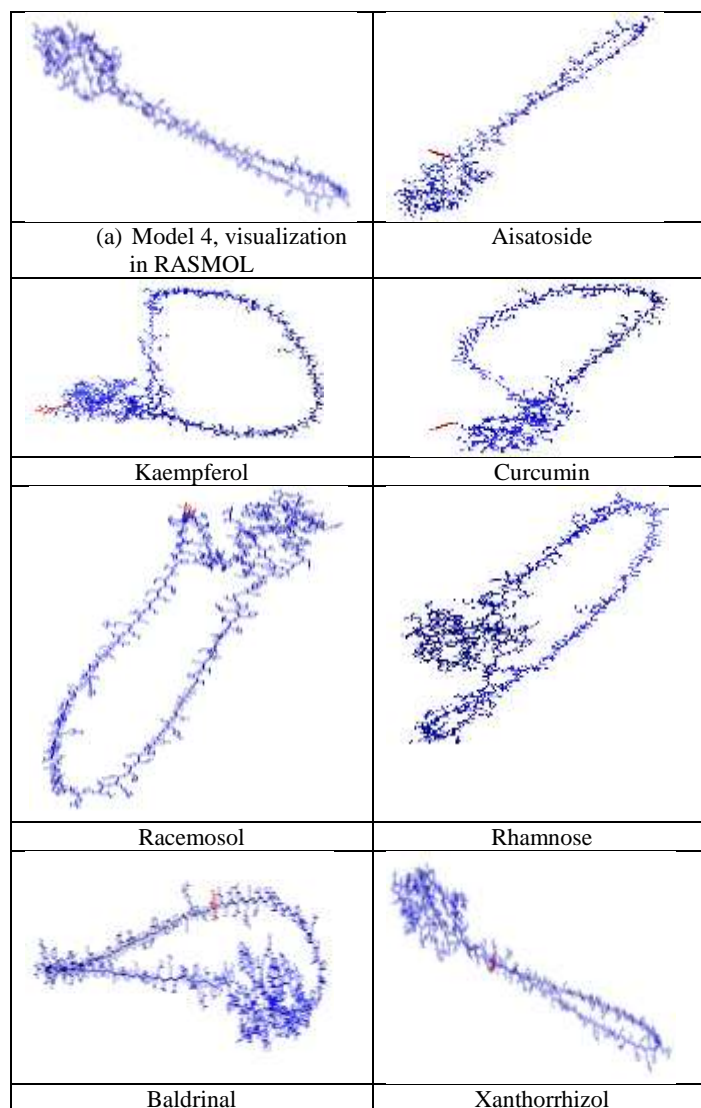 (a) Model 4, visualization
in RASMOL
Aisatoside
Kaempferol
Curcumin
Racemosol
Rhamnose
Baldrinal
Xanthorrhizol